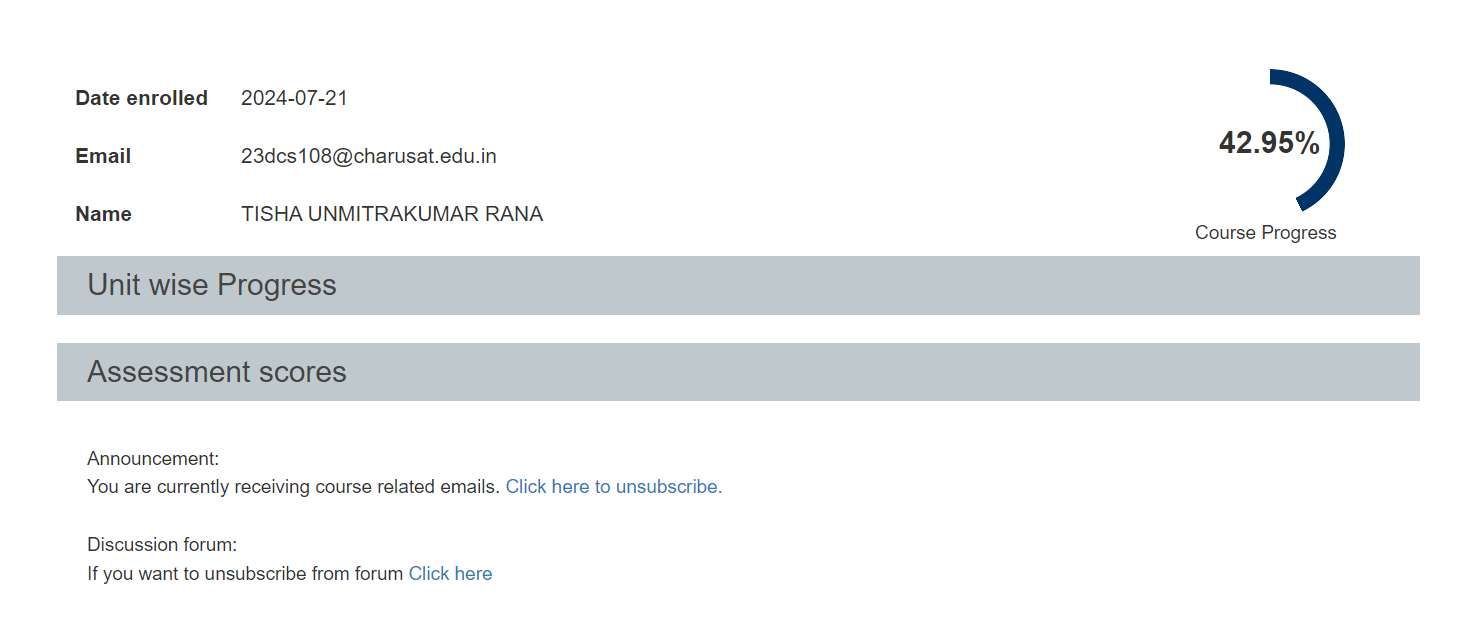 Date enrolled 2024-07-21
Email 23dcs108@charusat.edu.in
Name TISHA UNMITRAKUMAR RANA
42.95%
Course Progress
Unit wise Progress
Assessment scores
Announcement:
You are currently receiving course related emails. Click here to unsubscribe.
Discussion forum:
If you want to unsubscribe from forum Click here